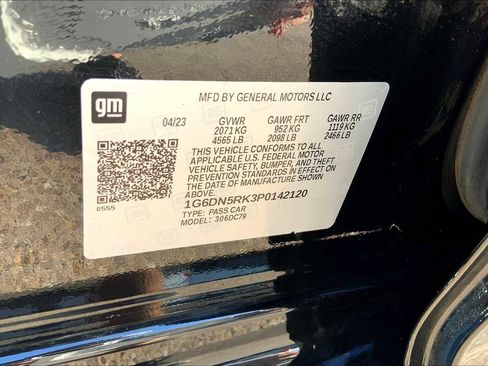 gm
MFD BY GENERAL MOTORS LLC
04/23 GVWR GAWR FRT GAWR RR
2071 KG 952 KG 1119 KG
4565 LB 2098 LB 2466 LB
THIS VEHICLE CONFORMS TO ALL
APPLICABLE U.S. FEDERAL MOTOR
VEHICLE SAFETY, BUMPER, AND THEFT
PREVENTION STANDARDS IN EFFECT
ON THE DATE OF MANUFACTURE
SHOWN ABOVE.
1G6DN5RK3P0142120
TYPE: PASS CAR
MODEL: 306DC79
8555